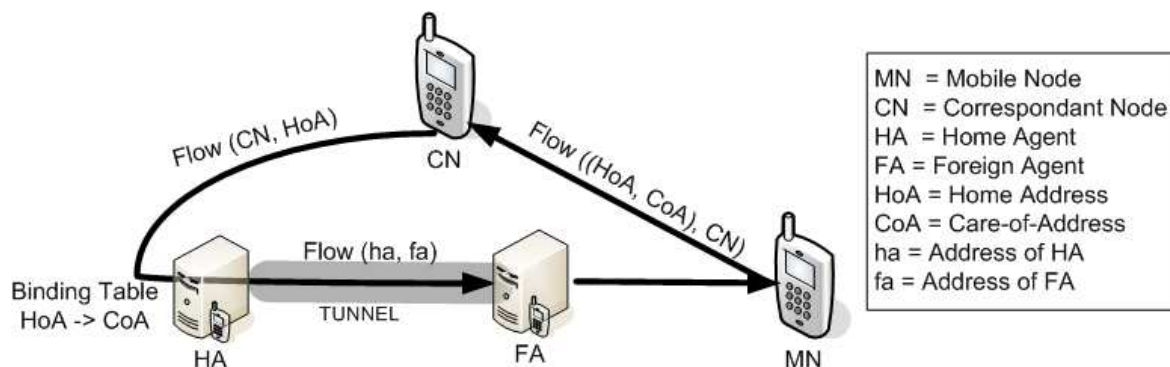 Flow (CN, HoA)
CN
Flow ((HoA, CoA), CN)
Binding Table
HoA -> CoA
HA
Flow (ha, fa)
TUNNEL
FA
MN
MN = Mobile Node
CN = Correspondant Node
HA = Home Agent
FA = Foreign Agent
HoA = Home Address
CoA = Care-of-Address
ha = Address of HA
fa = Address of FA